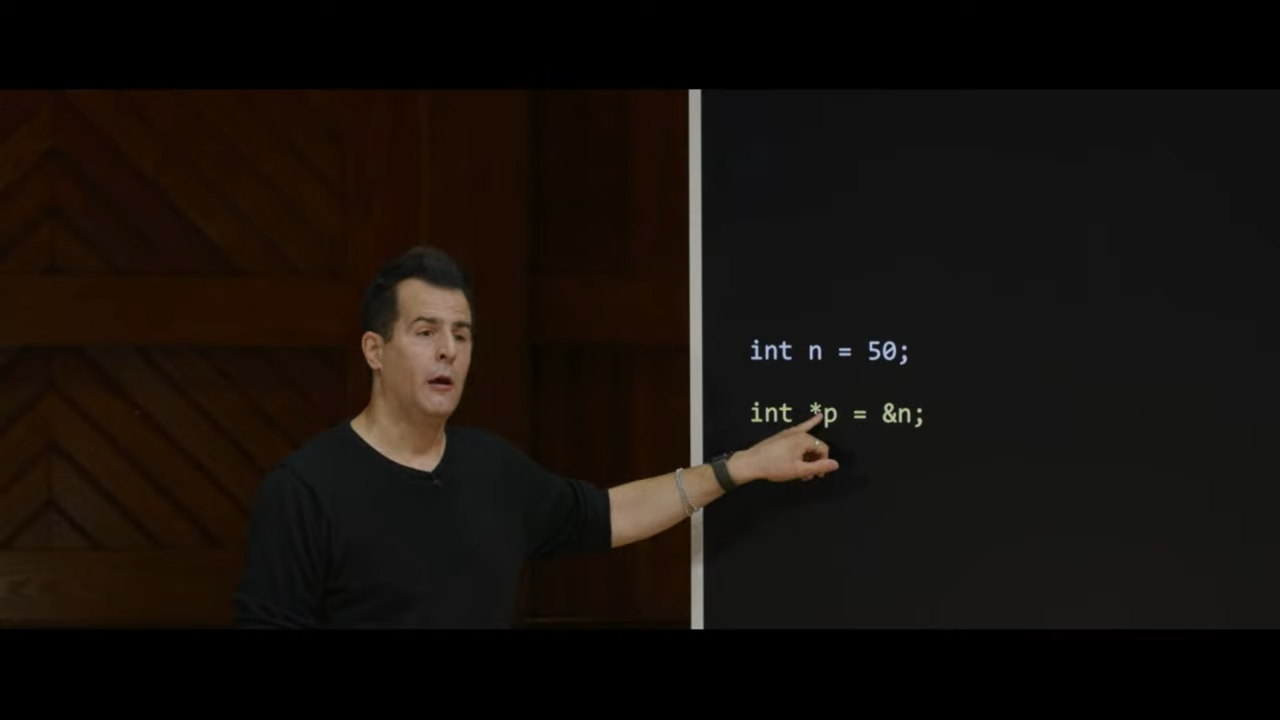 int n = 50;
int *p = &n;